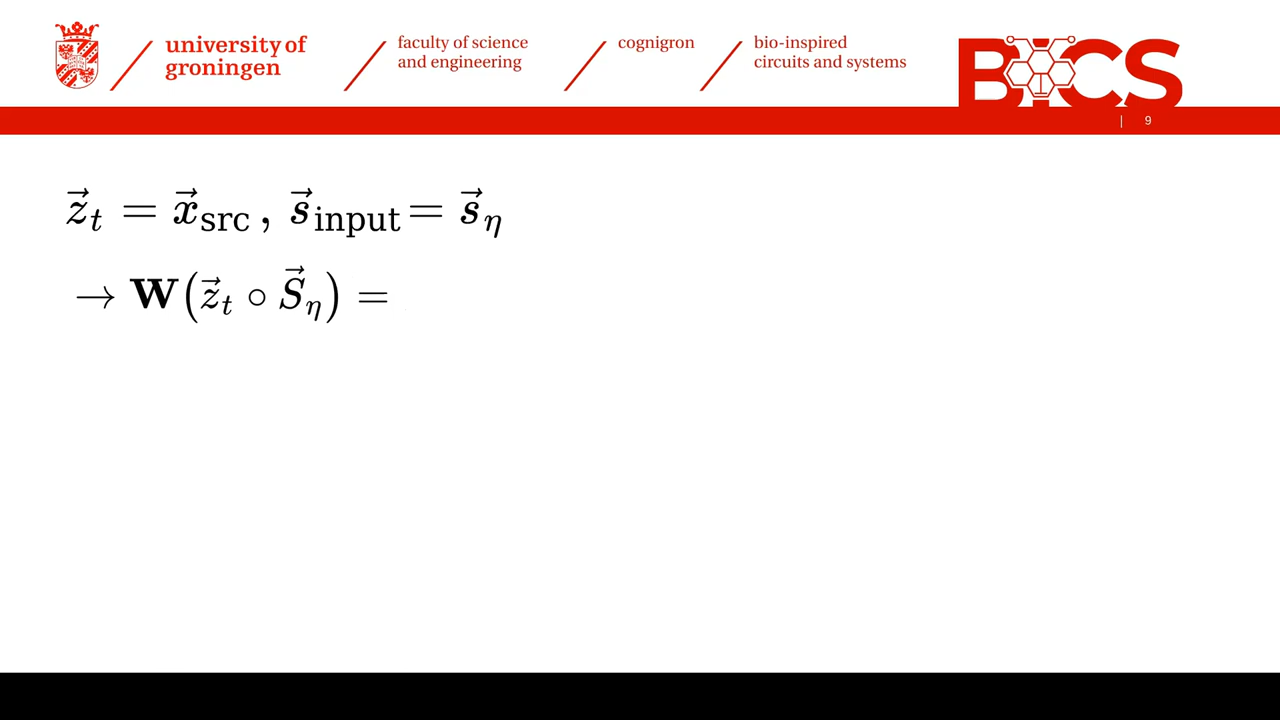 university of
groningen
faculty of science
and engineering
cognigron
bio-inspired
circuits and systems
BICS
| 9
z⃗_t = x⃗_src , s⃗_input = s⃗_η
→ W(z⃗_t ∘ S⃗_η) =